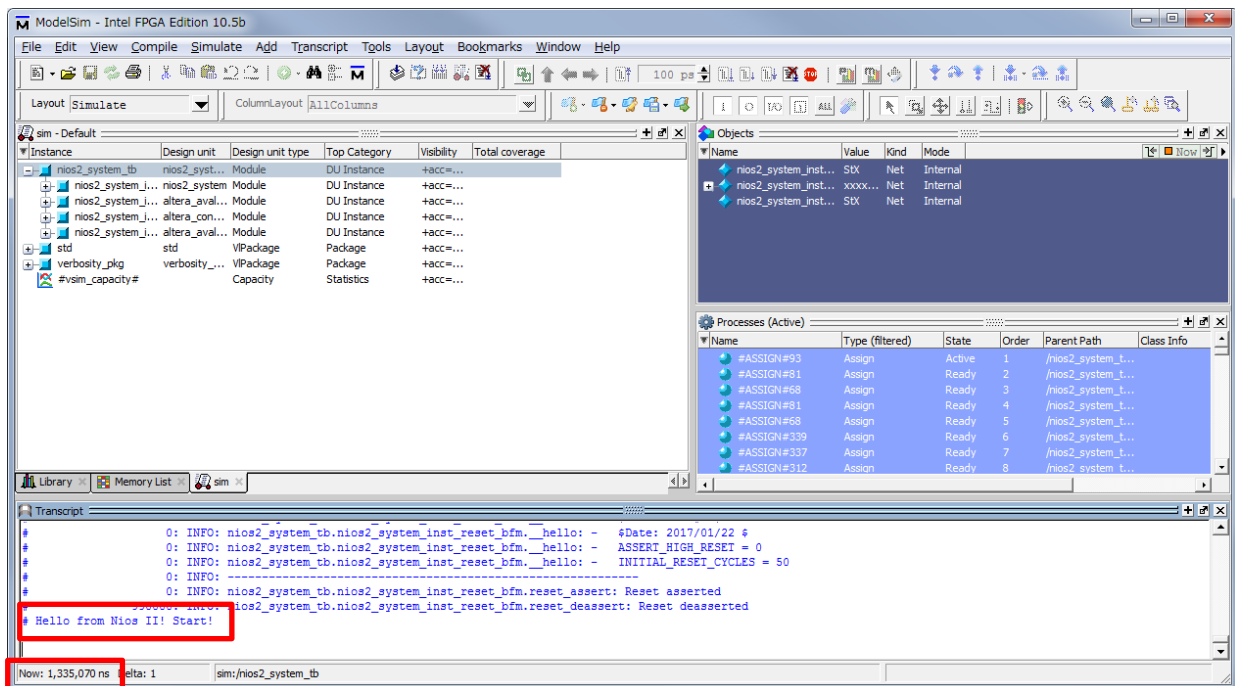 ModelSim - Intel FPGA Edition 10.5b
File Edit View Compile Simulate Add Transcript Tools Layout Bookmarks Window Help
100 ps
Layout Simulate ColumnLayout AllColumns
sim - Default
Instance Design unit Design unit type Top Category Visibility Total coverage
nios2_system_tb nios2_syst... Module DU Instance +acc=...
nios2_system_i... nios2_system Module DU Instance +acc=...
nios2_system_i... altera_aval... Module DU Instance +acc=...
nios2_system_i... altera_con... Module DU Instance +acc=...
nios2_system_i... altera_aval... Module DU Instance +acc=...
std std VlPackage Package +acc=...
verbosity_pkg verbosity_... VlPackage Package +acc=...
#vsim_capacity# Capacity Statistics +acc=...
Library Memory List sim
Objects
Name Value Kind Mode Now
nios2_system_inst... StX Net Internal
nios2_system_inst... xxxx... Net Internal
nios2_system_inst... StX Net Internal
Processes (Active)
Name Type (filtered) State Order Parent Path Class Info
#ASSIGN#93 Assign Active 1 /nios2_system_t...
#ASSIGN#81 Assign Ready 2 /nios2_system_t...
#ASSIGN#68 Assign Ready 3 /nios2_system_t...
#ASSIGN#81 Assign Ready 4 /nios2_system_t...
#ASSIGN#68 Assign Ready 5 /nios2_system_t...
#ASSIGN#339 Assign Ready 6 /nios2_system_t...
#ASSIGN#337 Assign Ready 7 /nios2_system_t...
#ASSIGN#312 Assign Ready 8 /nios2_system_t...
Transcript
# 0: INFO: nios2_system_tb.nios2_system_inst_reset_bfm.__hello: - $Date: 2017/01/22 $
# 0: INFO: nios2_system_tb.nios2_system_inst_reset_bfm.__hello: - ASSERT_HIGH_RESET = 0
# 0: INFO: nios2_system_tb.nios2_system_inst_reset_bfm.__hello: - INITIAL_RESET_CYCLES = 50
# 0: INFO: ------------------------------------------------------------
# 0: INFO: nios2_system_tb.nios2_system_inst_reset_bfm.reset_assert: Reset asserted
INFO: nios2_system_tb.nios2_system_inst_reset_bfm.reset_deassert: Reset deasserted
# Hello from Nios II! Start!
Now: 1,335,070 ns Delta: 1 sim:/nios2_system_tb